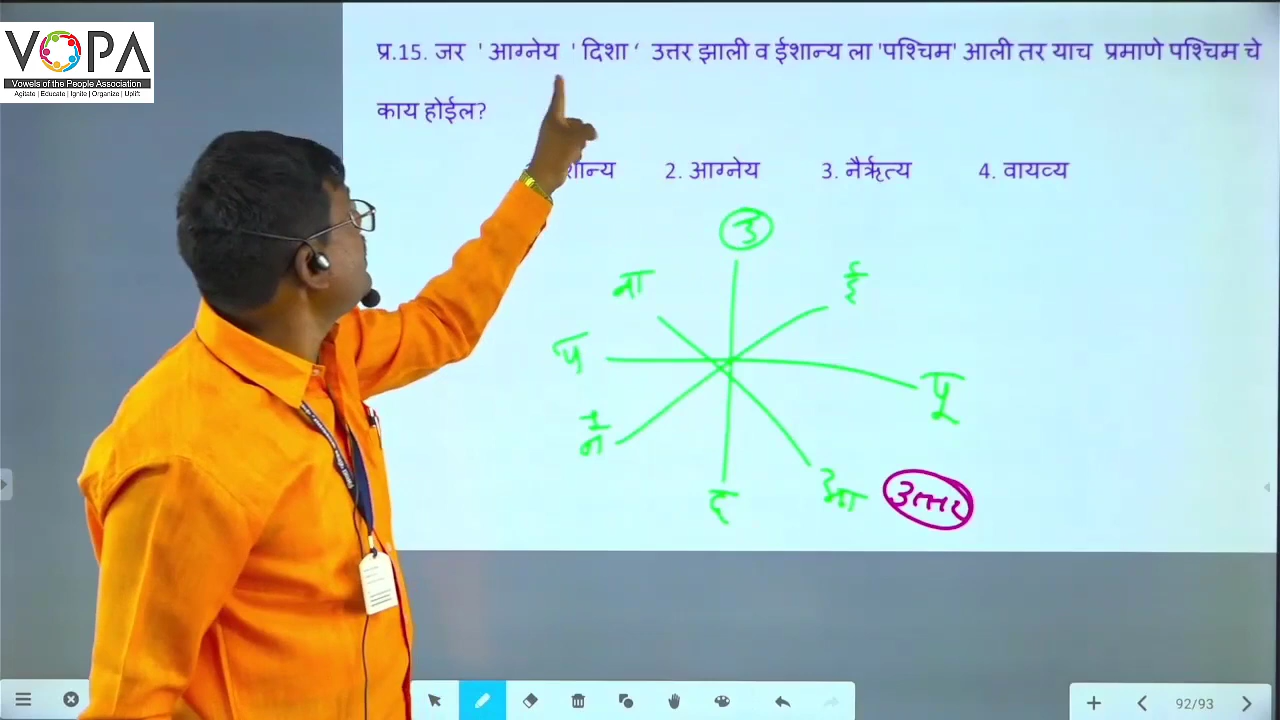 VOPA
Vowels of the People Association
Agitate | Educate | Ignite | Organize | Uplift
प्र.15. जर ' आग्नेय ' दिशा ‘ उत्तर झाली व ईशान्य ला 'पश्चिम' आली तर याच प्रमाणे पश्चिम चे
काय होईल?
शान्य 2. आग्नेय 3. नैर्ऋत्य 4. वायव्य
उ
वा ई
प पू
नै
द आ उत्तर
92/93